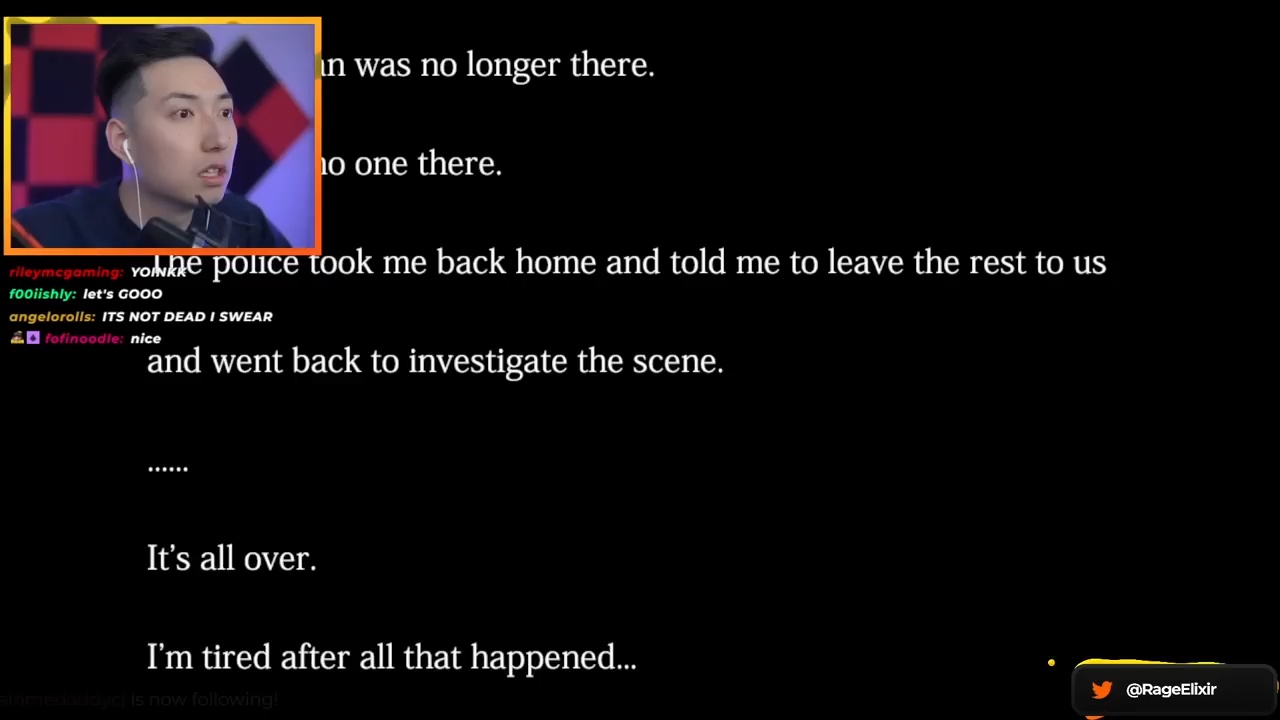 was no longer there.
no one there.
The police took me back home and told me to leave the rest to us
and went back to investigate the scene.
......
It's all over.
I'm tired after all that happened...
rileymcgaming: YOINKK
f00iishly: let's GOOO
angelorolls: ITS NOT DEAD I SWEAR
fofinoodle: nice
is now following!
@RageElixir